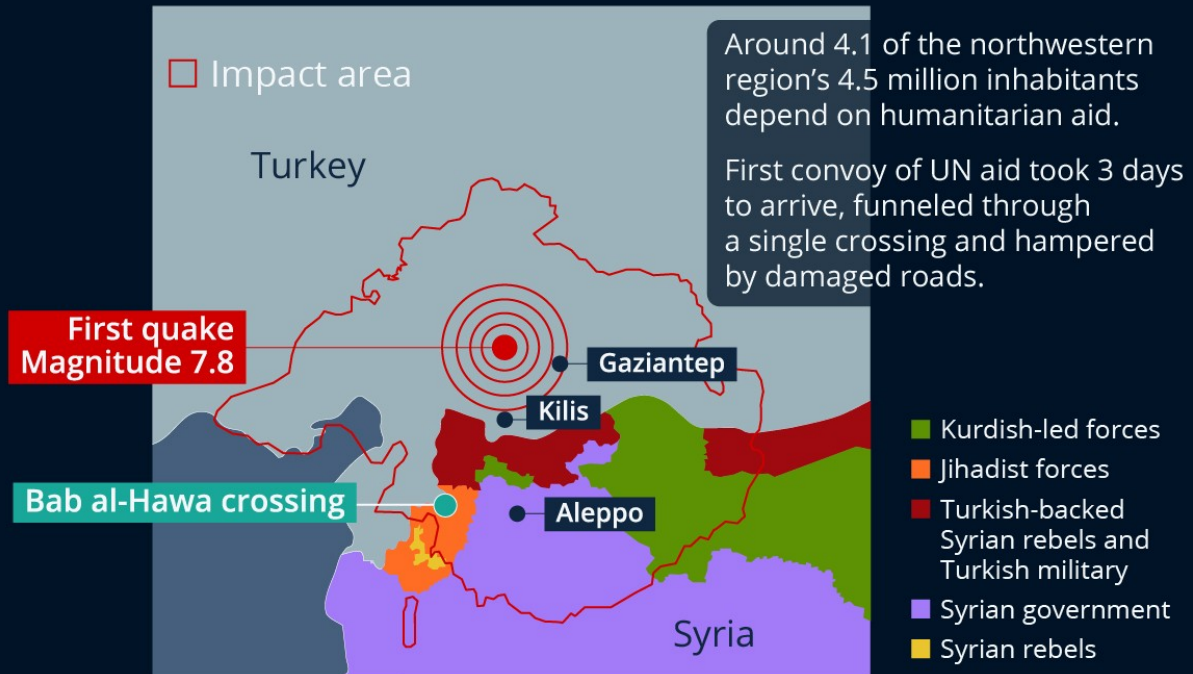 Impact area
Turkey
Around 4.1 of the northwestern
region’s 4.5 million inhabitants
depend on humanitarian aid.
First convoy of UN aid took 3 days
to arrive, funneled through
a single crossing and hampered
by damaged roads.
First quake
Magnitude 7.8
Gaziantep
Kilis
Bab al-Hawa crossing
Aleppo
Syria
Kurdish-led forces
Jihadist forces
Turkish-backed
Syrian rebels and
Turkish military
Syrian government
Syrian rebels